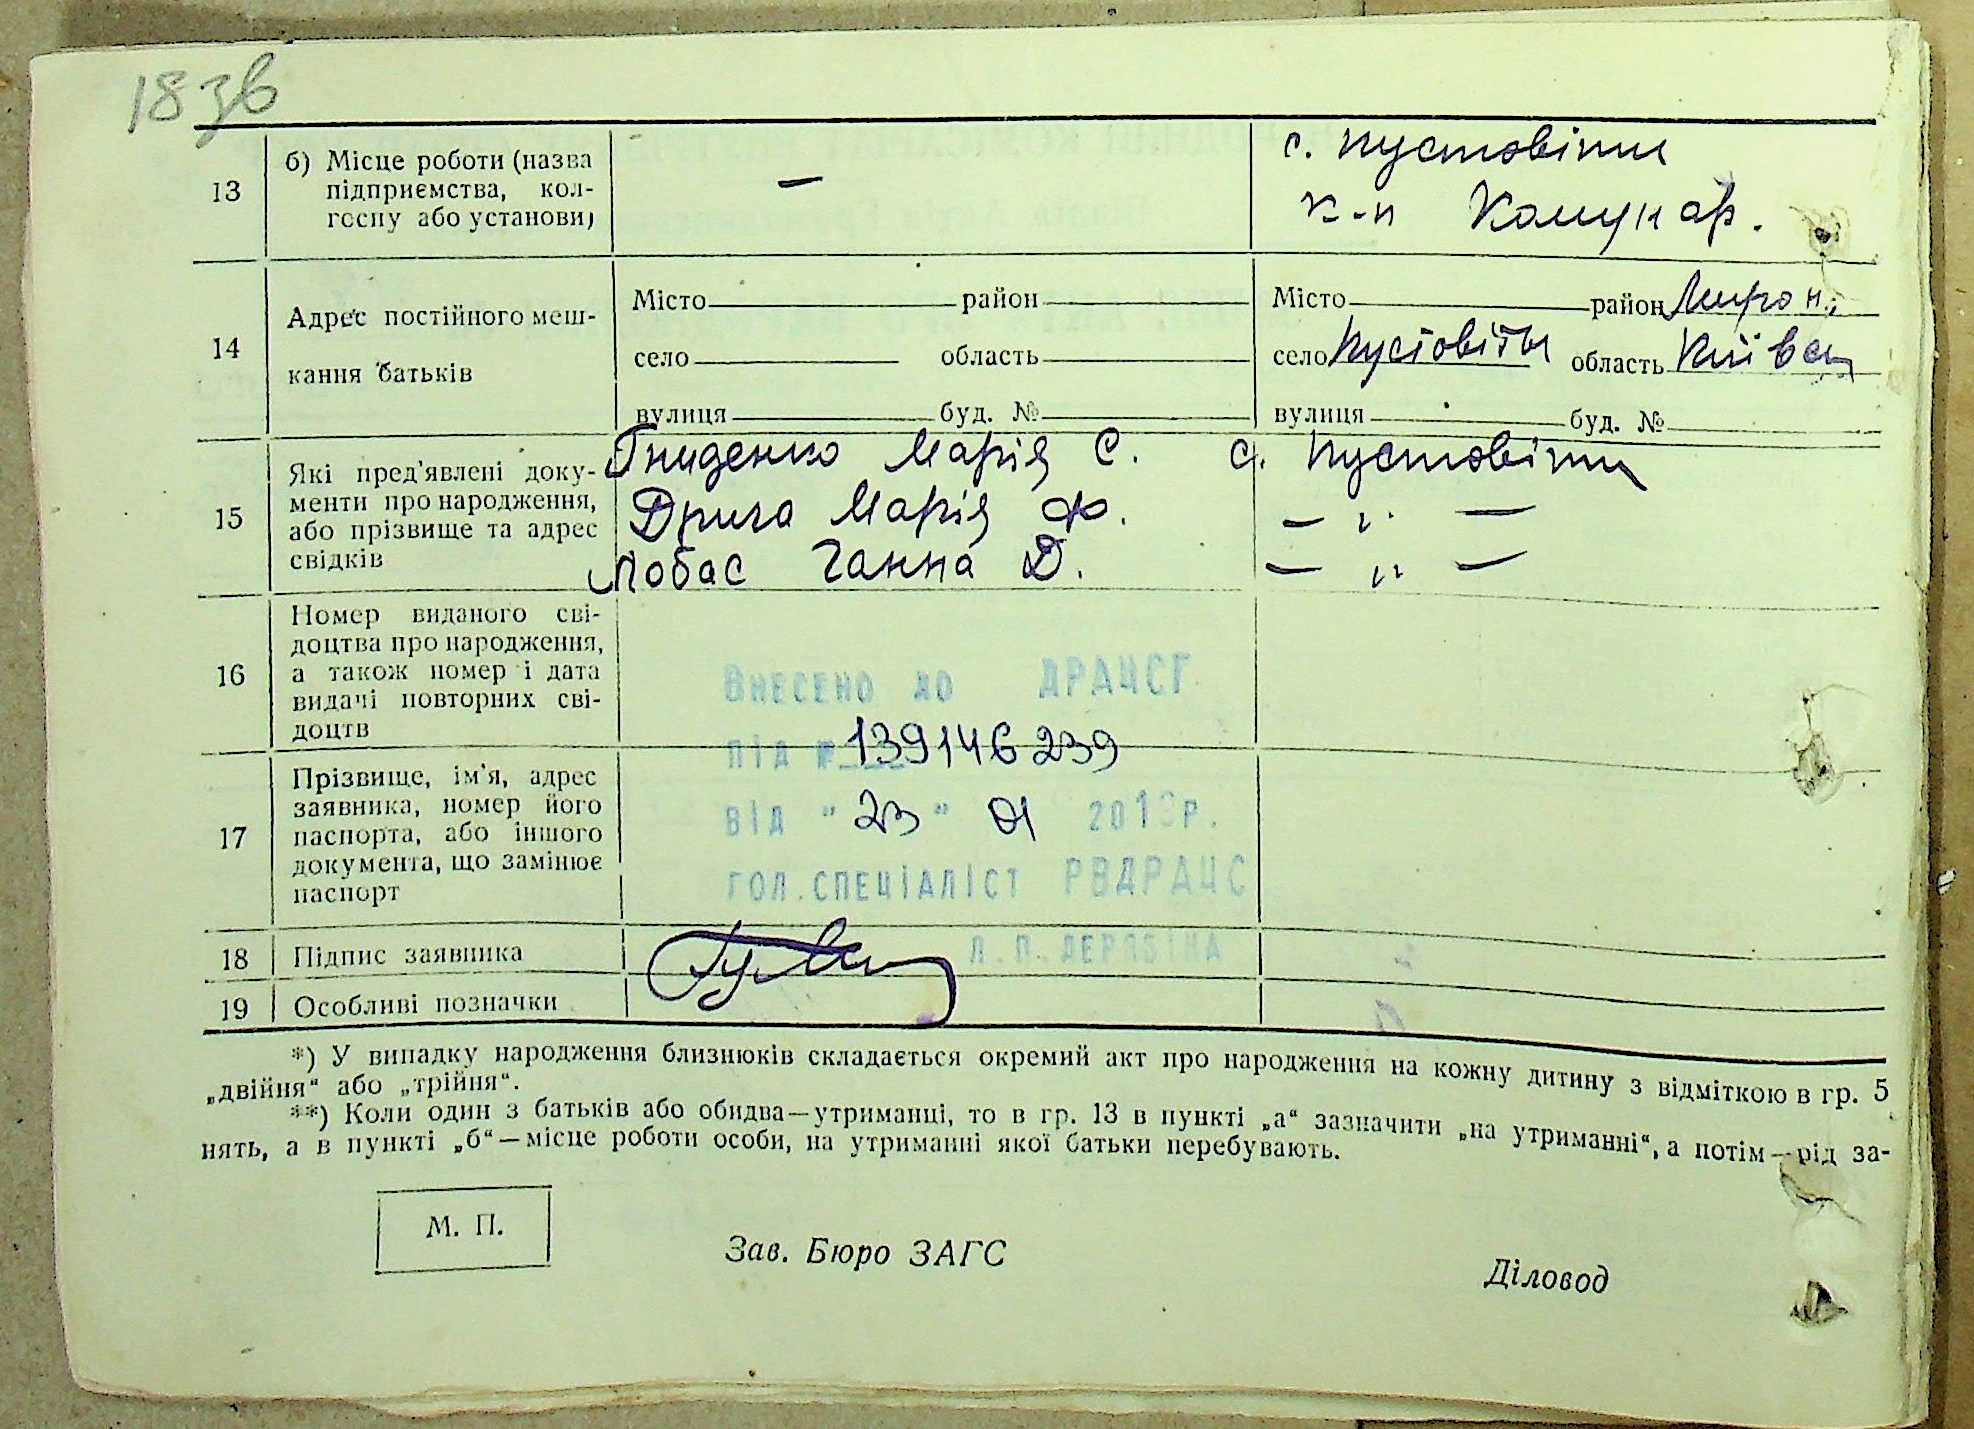 18 зв
13
б) Місце роботи (назва
підприємства, кол-
госпу або установи)
—
с. Пустовіти
к-п Комунар.
14
Адрес постійного меш-
кання батьків
Місто район
село область
вулиця буд. №
Місто район Мирон.,
село Пустовіти область Київськ
вулиця буд. №
15
Які пред'явлені доку-
менти про народження,
або прізвище та адрес
свідків
Гниденко Марія С. с. Пустовіти
Дрига Марія Ф. — „ —
Лобас Ганна Д. — „ —
16
Номер виданого сві-
доцтва про народження,
а також номер і дата
видачі повторних сві-
доцтв
Внесено до ДРАЦСГ
під № 139146239
17
Прізвище, ім'я, адрес
заявника, номер його
паспорта, або іншого
документа, що замінює
паспорт
від "23" 01 201 р.
гол.спеціаліст РВДРАЦС
18
Підпис заявника
Л.П.Дерябіна
19
Особливі позначки
*) У випадку народження близнюків складається окремий акт про народження на кожну дитину з відміткою в гр. 5
„двійня“ або „трійня“.
**) Коли один з батьків або обидва—утриманці, то в гр. 13 в пункті „а“ зазначити „на утриманні“, а потім—рід за-
нять, а в пункті „б“—місце роботи особи, на утриманні якої батьки перебувають.
М. П.
Зав. Бюро ЗАГС
Діловод